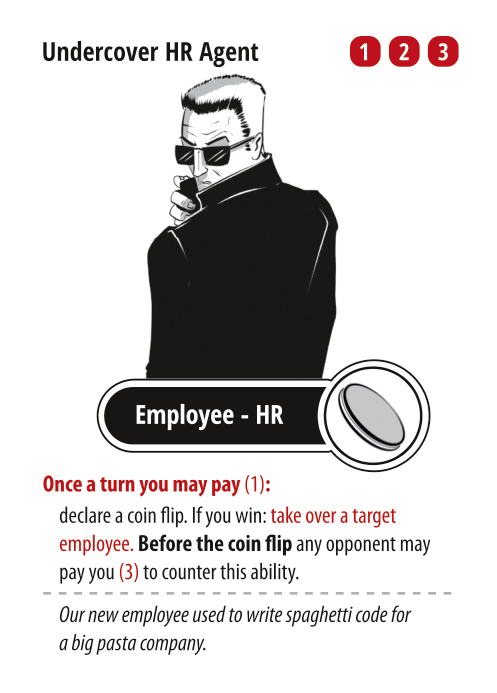 Undercover HR Agent
1 2 3
Employee - HR
Once a turn you may pay (1):
declare a coin flip. If you win: take over a target
employee. Before the coin flip any opponent may
pay you (3) to counter this ability.
Our new employee used to write spaghetti code for
a big pasta company.